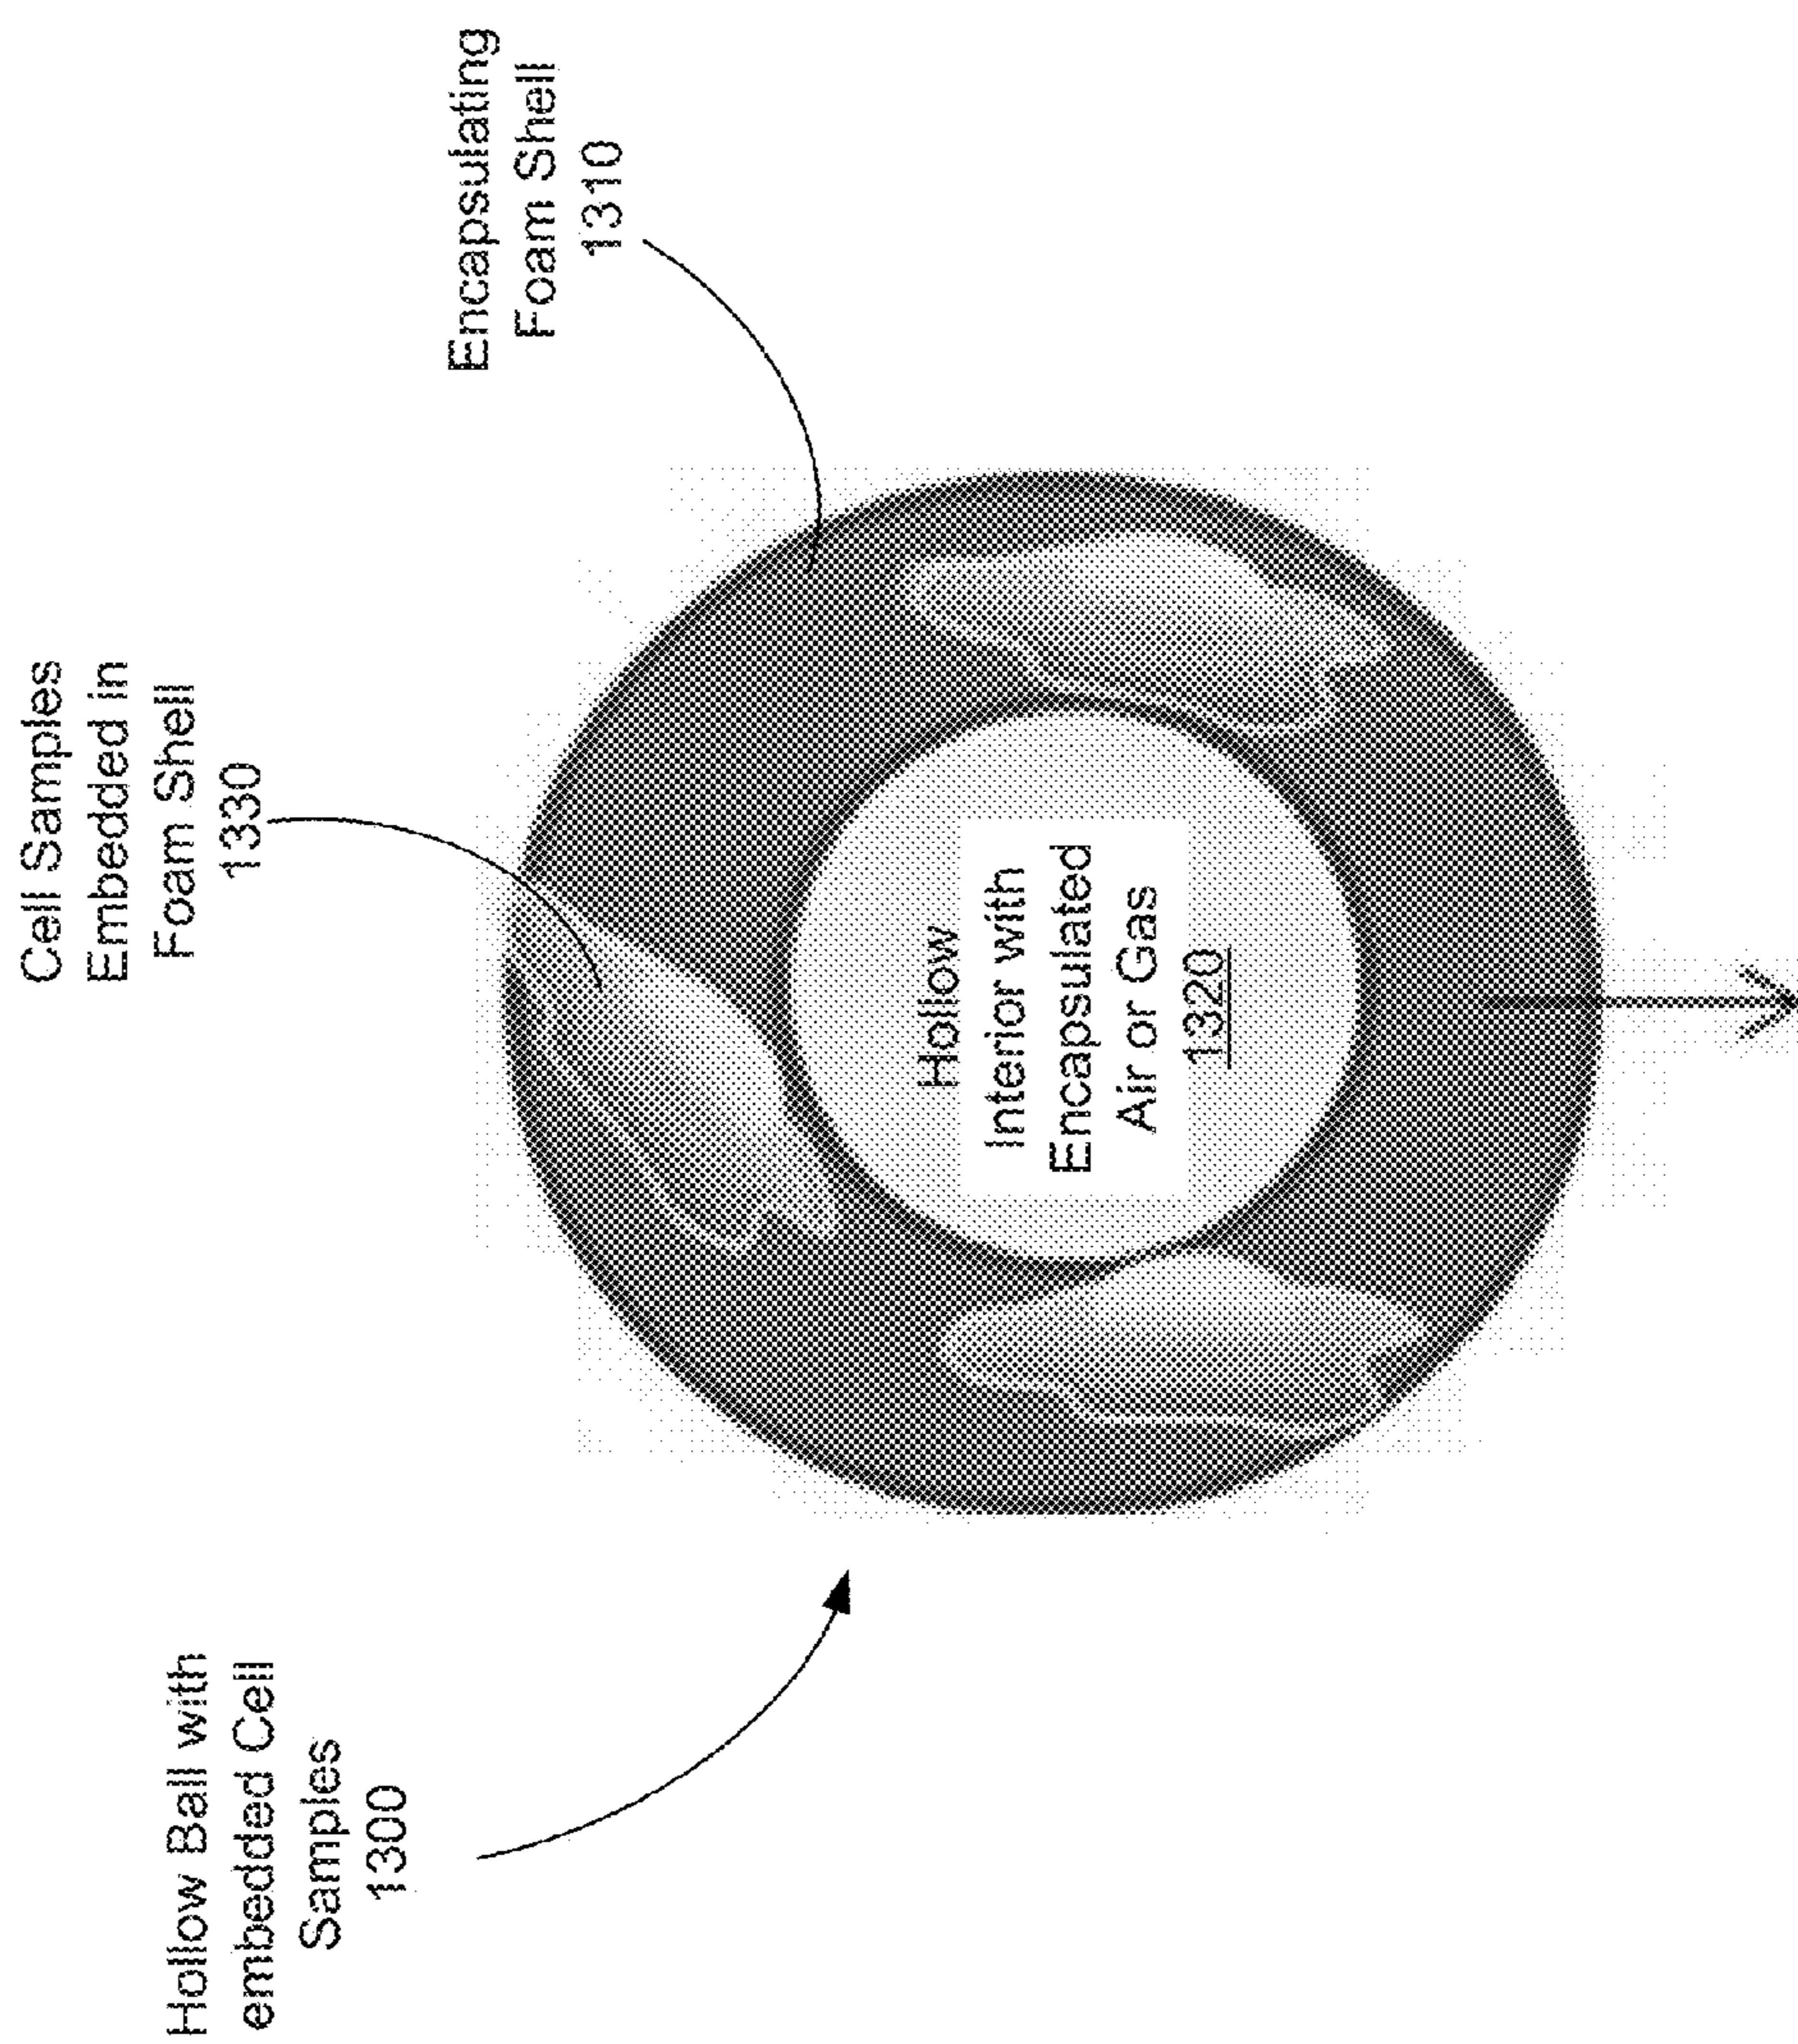 Cell Samples
Embedded in
Foam Shell
1330
Encapsulating
Foam Shell
1310
Hollow Ball with
embedded Cell
Samples
1300
Hollow
Interior with
Encapsulated
Air or Gas
1320